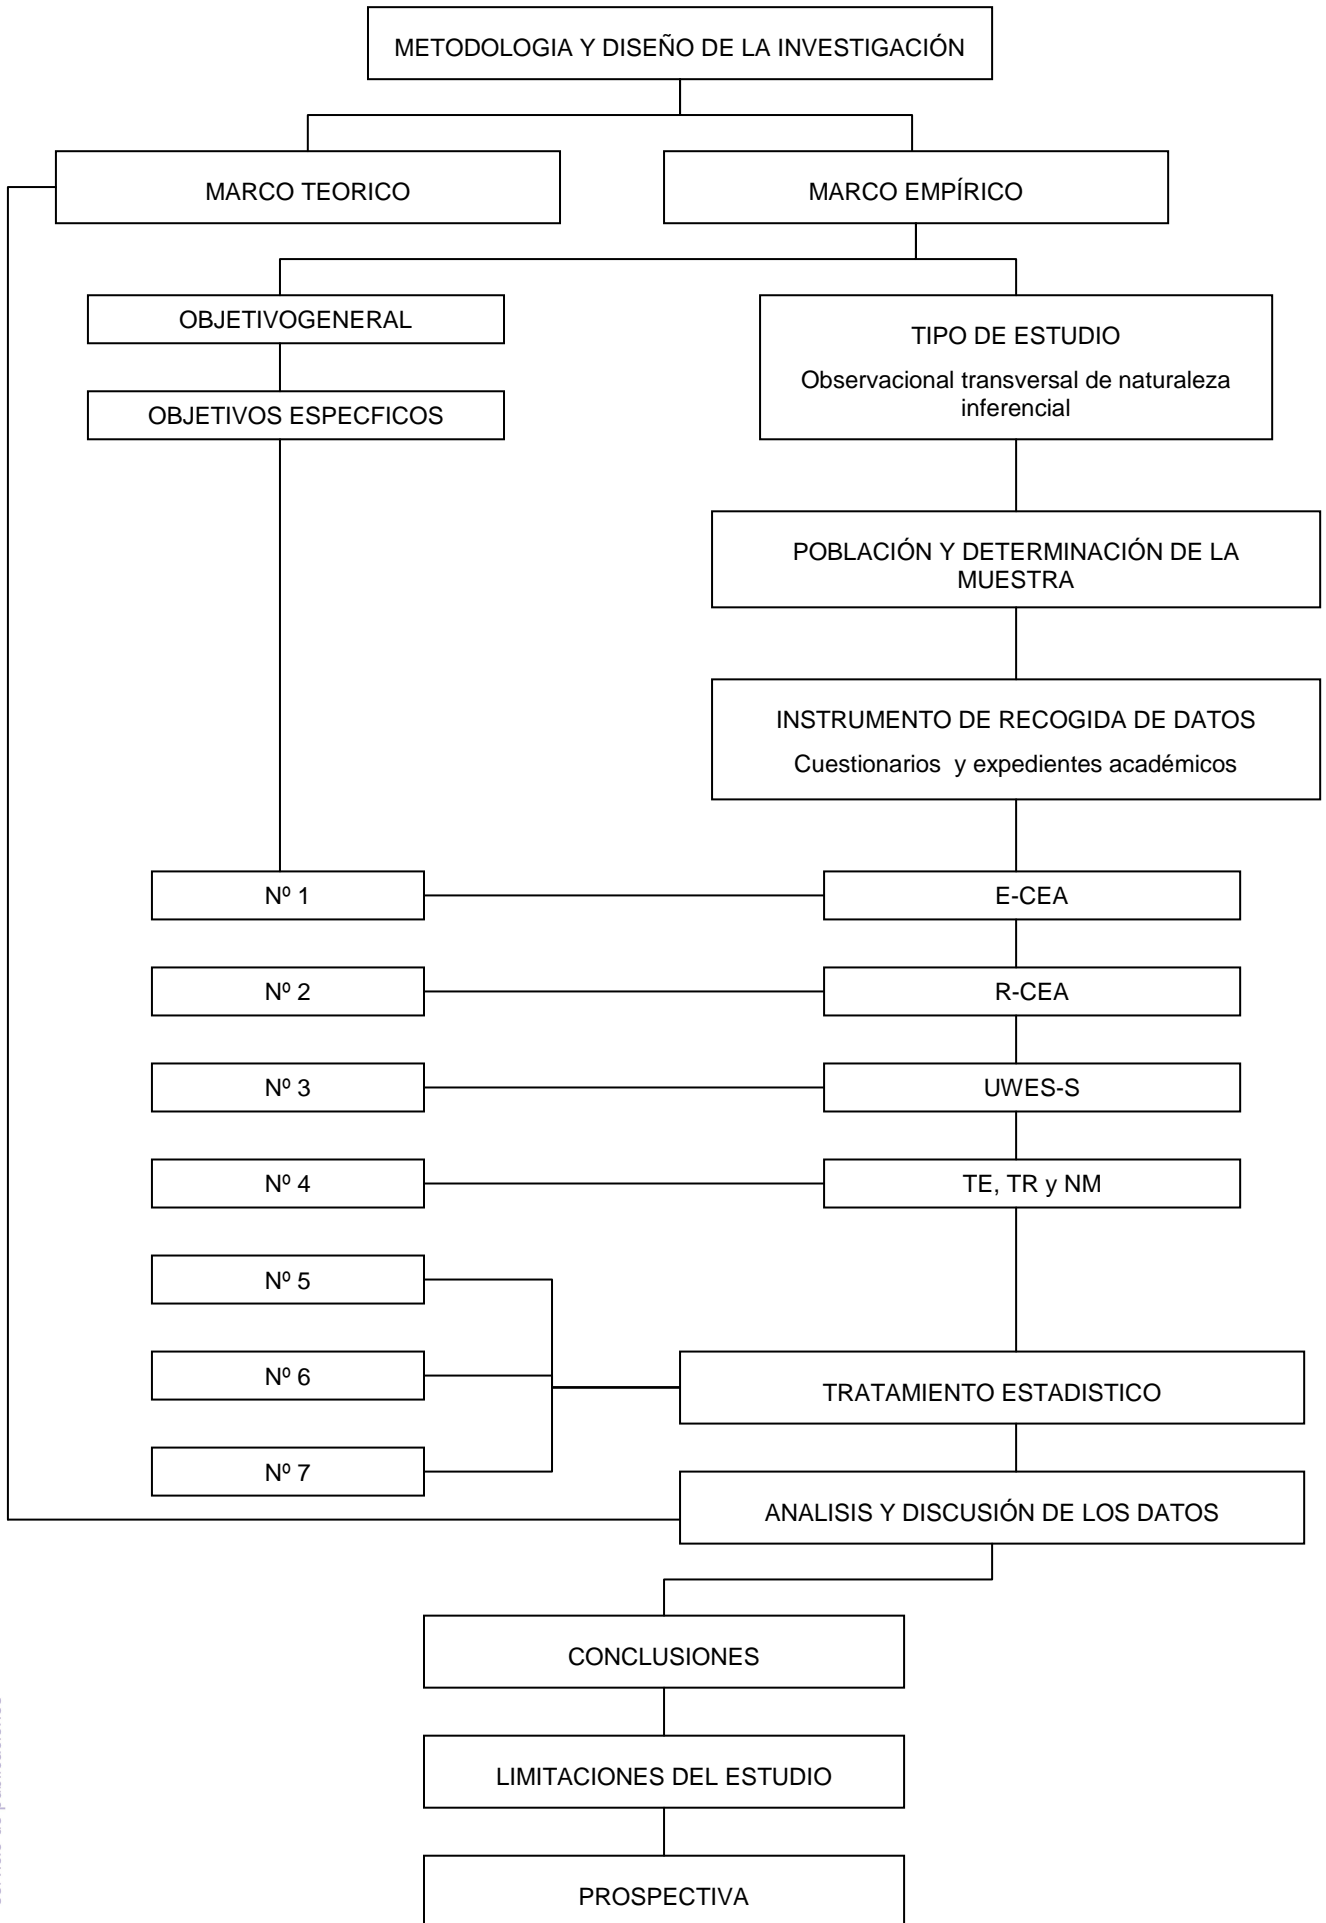 METODOLOGIA Y DISEÑO DE LA INVESTIGACIÓN
MARCO TEORICO
MARCO EMPÍRICO
OBJETIVOGENERAL
TIPO DE ESTUDIO
Observacional transversal de naturaleza
inferencial
OBJETIVOS ESPECFICOS
POBLACIÓN Y DETERMINACIÓN DE LA
MUESTRA
INSTRUMENTO DE RECOGIDA DE DATOS
Cuestionarios y expedientes académicos
Nº 1
E-CEA
Nº 2
R-CEA
Nº 3
UWES-S
Nº 4
TE, TR y NM
Nº 5
Nº 6
TRATAMIENTO ESTADISTICO
Nº 7
ANALISIS Y DISCUSIÓN DE LOS DATOS
CONCLUSIONES
LIMITACIONES DEL ESTUDIO
PROSPECTIVA